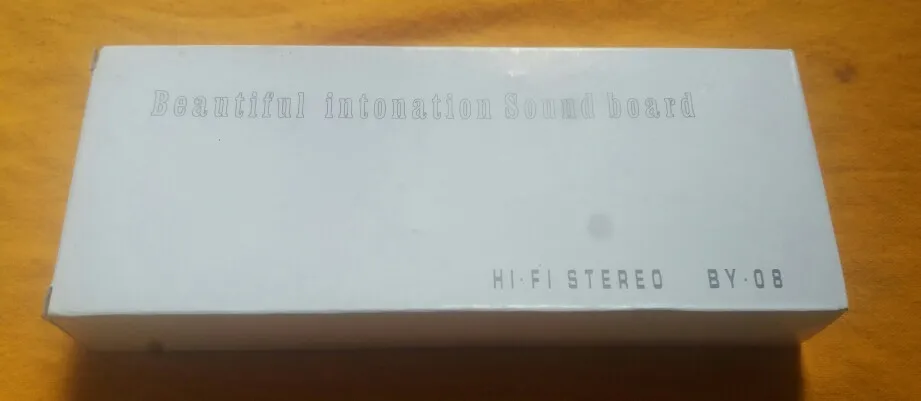 Beautiful intonation Sound board
HI-FI STEREO BY-08